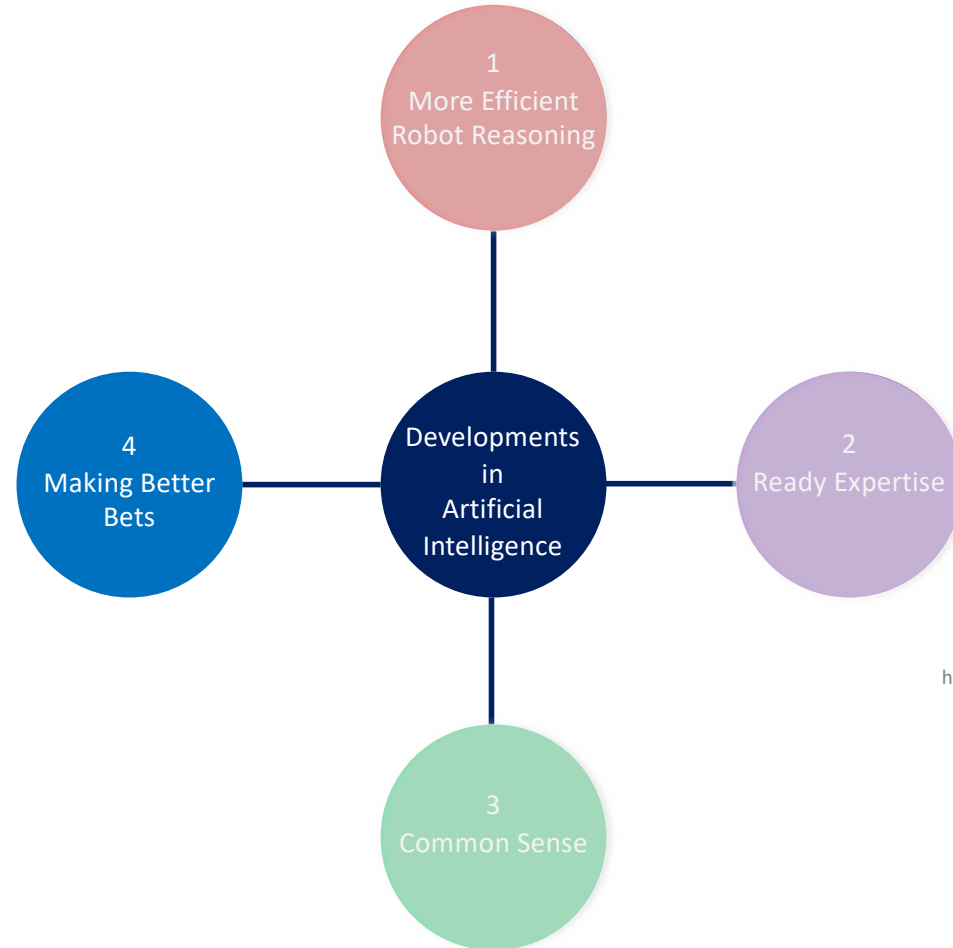 1
More Efficient
Robot Reasoning
4
Making Better
Bets
Developments
in
Artificial
Intelligence
2
Ready Expertise
h
3
Common Sense